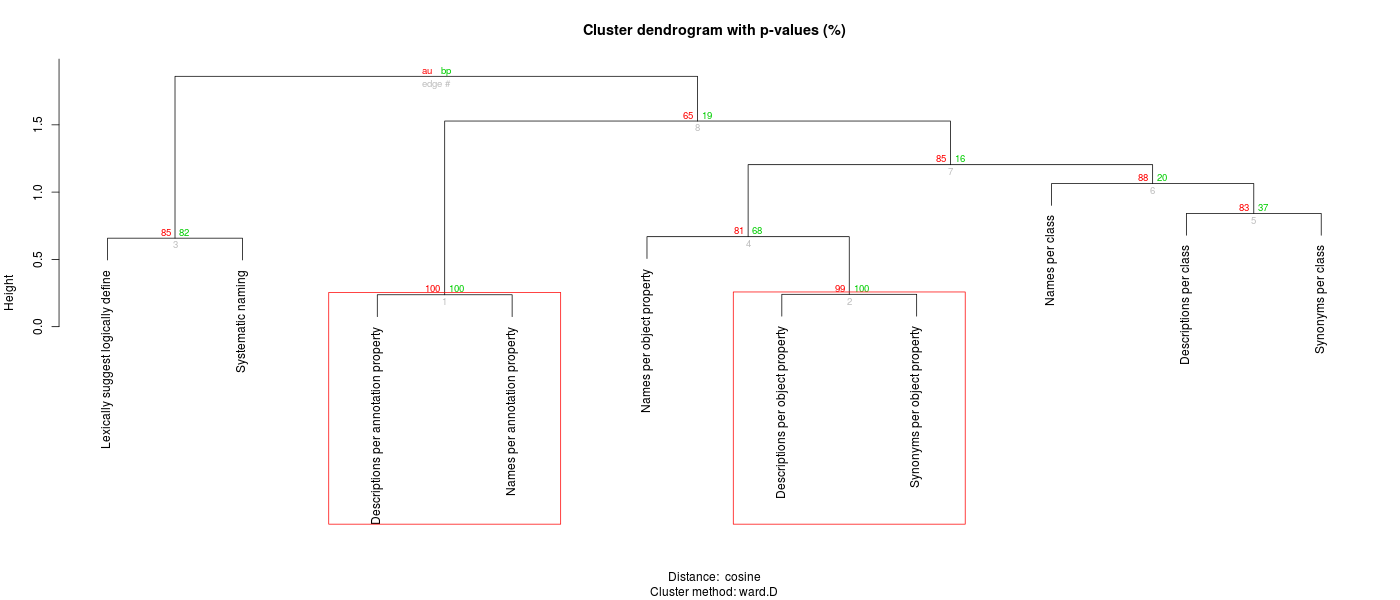 Cluster dendrogram with p-values (%)
au bp
edge #
65 19
8
85 16
7
88 20
6
83 37
5
85 82
3
81 68
4
100 100
1
99 100
2
Height
0.0
0.5
1.0
1.5
Lexically suggest logically define
Systematic naming
Descriptions per annotation property
Names per annotation property
Names per object property
Descriptions per object property
Synonyms per object property
Names per class
Descriptions per class
Synonyms per class
Distance: cosine
Cluster method: ward.D